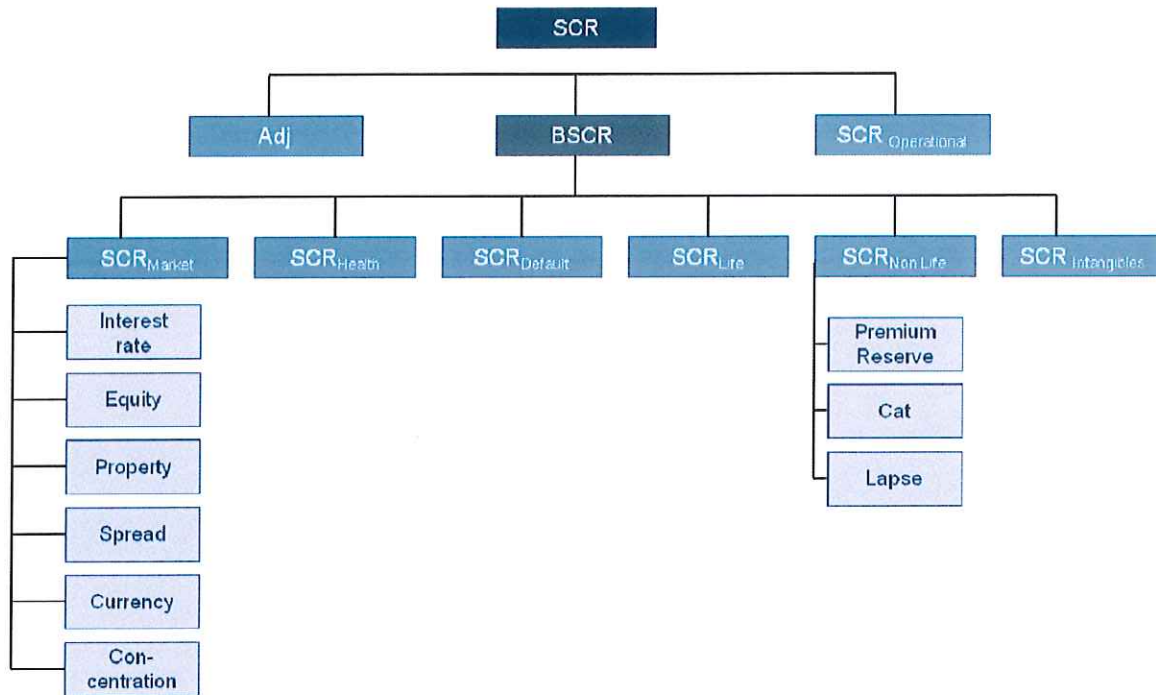 SCR
Adj
BSCR
SCR Operational
SCR Market
SCR Health
SCR Default
SCR Life
SCR Non Life
SCR Intangibles
Interest
rate
Premium
Reserve
Equity
Cat
Property
Lapse
Spread
Currency
Con-
centration